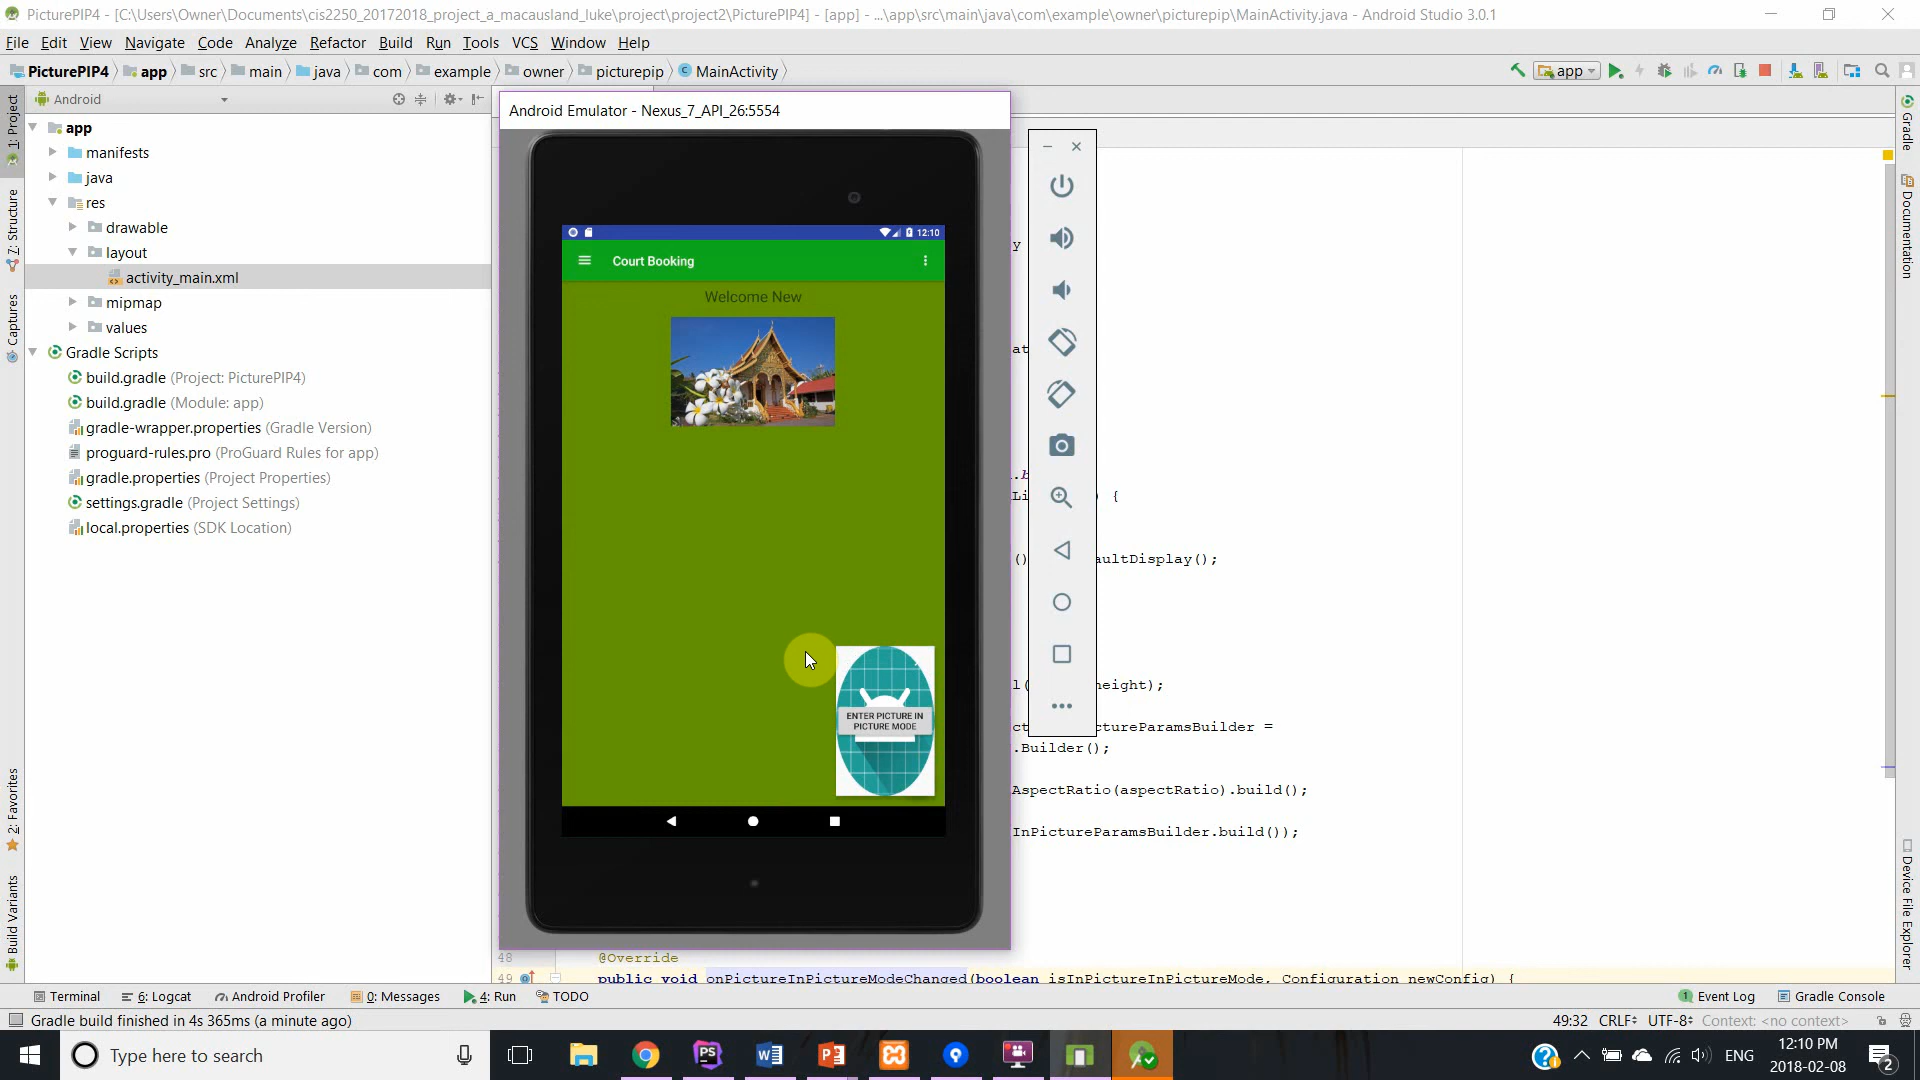 PicturePIP4 - [C:\Users\Owner\Documents\cis2250_20172018_project_a_macausland_luke\project\project2\PicturePIP4] - [app] - ...\app\src\main\java\com\example\owner\picturepip\MainActivity.java - Android Studio 3.0.1
File Edit View Navigate Code Analyze Refactor Build Run Tools VCS Window Help
PicturePIP4 app src main java com example owner picturepip MainActivity app
Android
1: Project
7: Structure
Captures
2: Favorites
Build Variants
app
manifests
java
res
drawable
layout
activity_main.xml
mipmap
values
Gradle Scripts
build.gradle (Project: PicturePIP4)
build.gradle (Module: app)
gradle-wrapper.properties (Gradle Version)
proguard-rules.pro (ProGuard Rules for app)
gradle.properties (Project Properties)
settings.gradle (Project Settings)
local.properties (SDK Location)
Android Emulator - Nexus_7_API_26:5554
12:10
Court Booking
Welcome New
ENTER PICTURE IN
PICTURE MODE
y
at
.b
Li ) {
() aultDisplay();
l( eight);
ct ctureParamsBuilder =
.Builder();
AspectRatio(aspectRatio).build();
InPictureParamsBuilder.build());
48 @Override
49 public void onPictureInPictureModeChanged(boolean isInPictureInPictureMode, Configuration newConfig) {
Gradle
Documentation
Device File Explorer
Terminal 6: Logcat Android Profiler 0: Messages 4: Run TODO 1 Event Log Gradle Console
Gradle build finished in 4s 365ms (a minute ago) 49:32 CRLF UTF-8 Context: <no context>
Type here to search
ENG
12:10 PM
2018-02-08
2